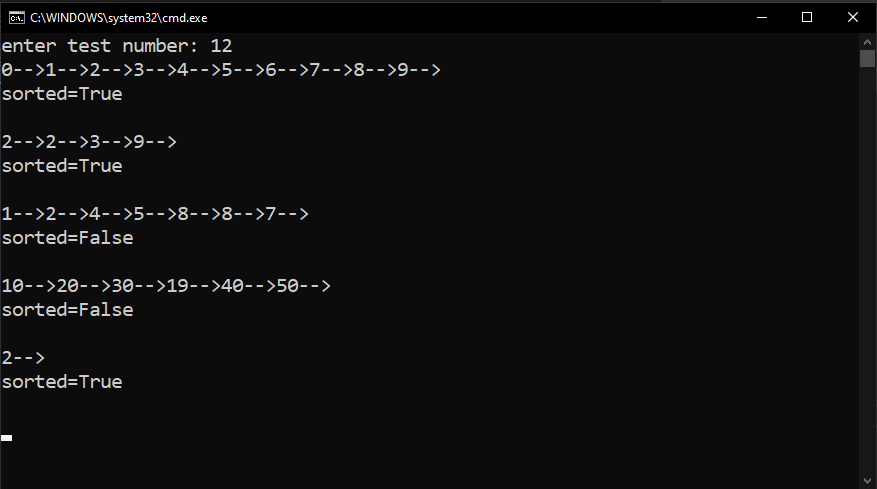 C:\WINDOWS\system32\cmd.exe
enter test number: 12
0-->1-->2-->3-->4-->5-->6-->7-->8-->9-->
sorted=True
2-->2-->3-->9-->
sorted=True
1-->2-->4-->5-->8-->8-->7-->
sorted=False
10-->20-->30-->19-->40-->50-->
sorted=False
2-->
sorted=True